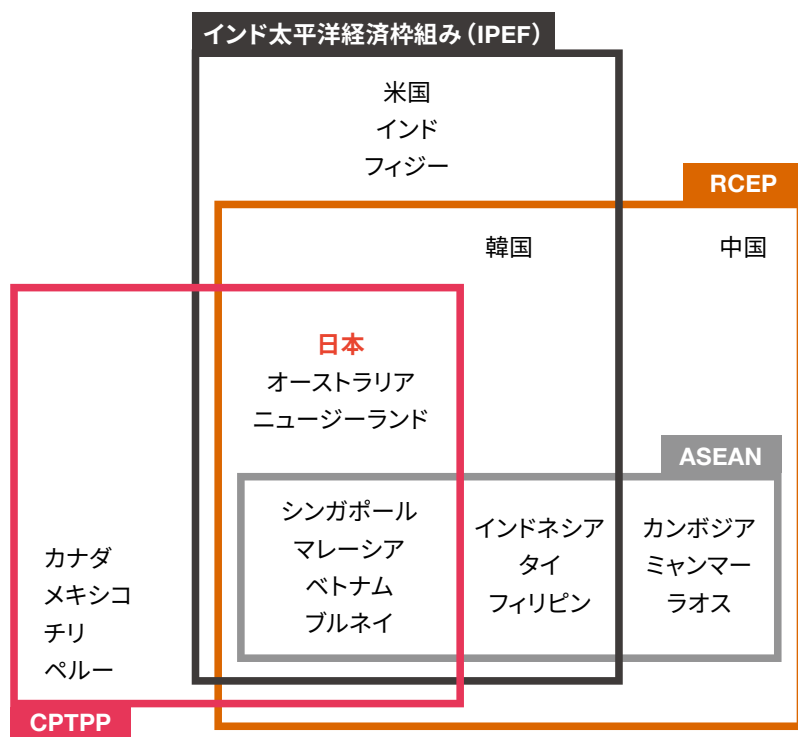 インド太平洋経済枠組み（IPEF）
米国
インド
フィジー
RCEP
韓国
中国
日本
オーストラリア
ニュージーランド
ASEAN
シンガポール
マレーシア
ベトナム
ブルネイ
インドネシア
タイ
フィリピン
カンボジア
ミャンマー
ラオス
カナダ
メキシコ
チリ
ペルー
CPTPP